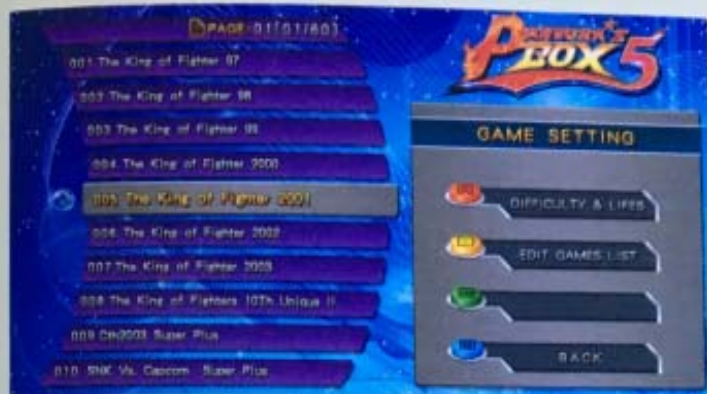 PAGE:01[01/60]
001.The King of Fighter 97
002.The King of Fighter 98
003.The King of Fighter 99
004.The King of Fighter 2000
005.The King of Fighter 2001
006.The King of Fighter 2002
007.The King of Fighter 2003
008.The King of Fighters 10Th Unique II
009.Cth2003 Super Plus
010.SNK Vs. Capcom Super Plus
BOX 5
GAME SETTING
DIFFICULTY & LIFES
EDIT GAMES LIST
BACK